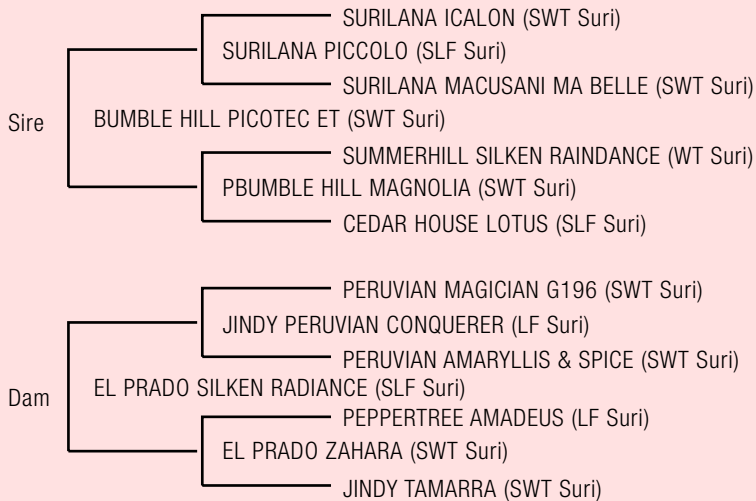 SURILANA ICALON (SWT Suri)
SURILANA PICCOLO (SLF Suri)
SURILANA MACUSANI MA BELLE (SWT Suri)
Sire
BUMBLE HILL PICOTEC ET (SWT Suri)
SUMMERHILL SILKEN RAINDANCE (WT Suri)
PBUMBLE HILL MAGNOLIA (SWT Suri)
CEDAR HOUSE LOTUS (SLF Suri)
PERUVIAN MAGICIAN G196 (SWT Suri)
JINDY PERUVIAN CONQUERER (LF Suri)
PERUVIAN AMARYLLIS & SPICE (SWT Suri)
Dam
EL PRADO SILKEN RADIANCE (SLF Suri)
PEPPERTREE AMADEUS (LF Suri)
EL PRADO ZAHARA (SWT Suri)
JINDY TAMARRA (SWT Suri)